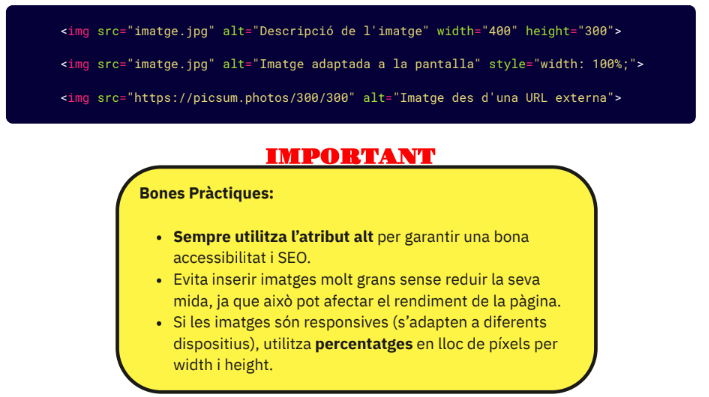 <img src="imatge.jpg" alt="Descripció de l'imatge" width="400" height="300">
<img src="imatge.jpg" alt="Imatge adaptada a la pantalla" style="width: 100%;">
<img src="https://picsum.photos/300/300" alt="Imatge des d'una URL externa">
IMPORTANT
Bones Pràctiques:
• Sempre utilitza l’atribut alt per garantir una bona
accessibilitat i SEO.
• Evita inserir imatges molt grans sense reduir la seva
mida, ja que això pot afectar el rendiment de la pàgina.
• Si les imatges són responsives (s’adapten a diferents
dispositius), utilitza percentatges en lloc de píxels per
width i height.